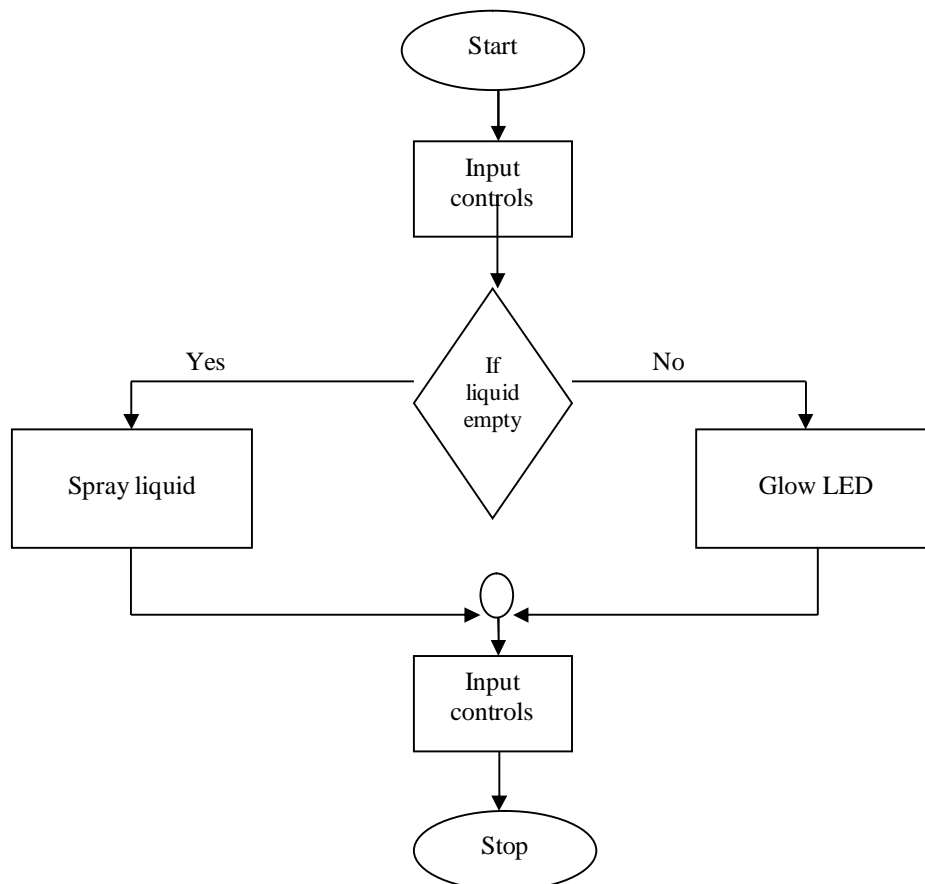 Start
Input
controls
If
liquid
empty
Yes
No
Spray liquid
Glow LED
Input
controls
Stop